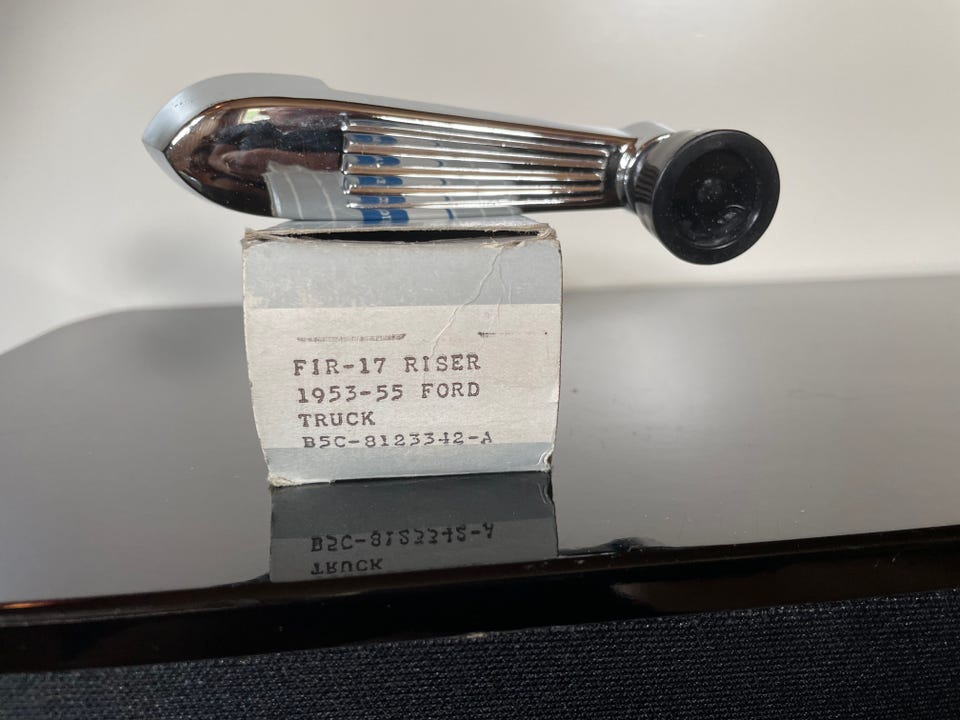 FIR-17 RISER
1953-55 FORD
TRUCK
B5C-8123342-A